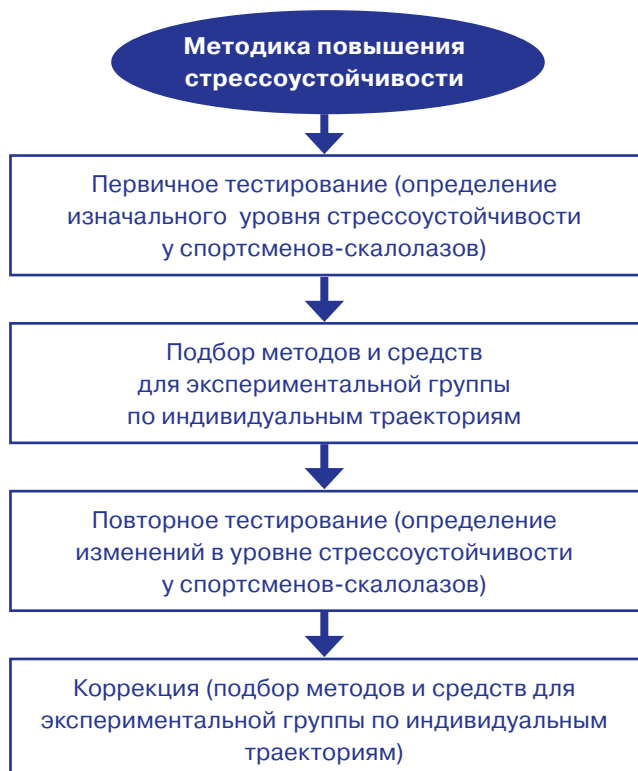 Методика повышения
стрессоустойчивости
Первичное тестирование (определение
изначального уровня стрессоустойчивости
у спортсменов-скалолазов)
Подбор методов и средств
для экспериментальной группы
по индивидуальным траекториям
Повторное тестирование (определение
изменений в уровне стрессоустойчивости
у спортсменов-скалолазов)
Коррекция (подбор методов и средств для
экспериментальной группы по индивидуальным
траекториям)